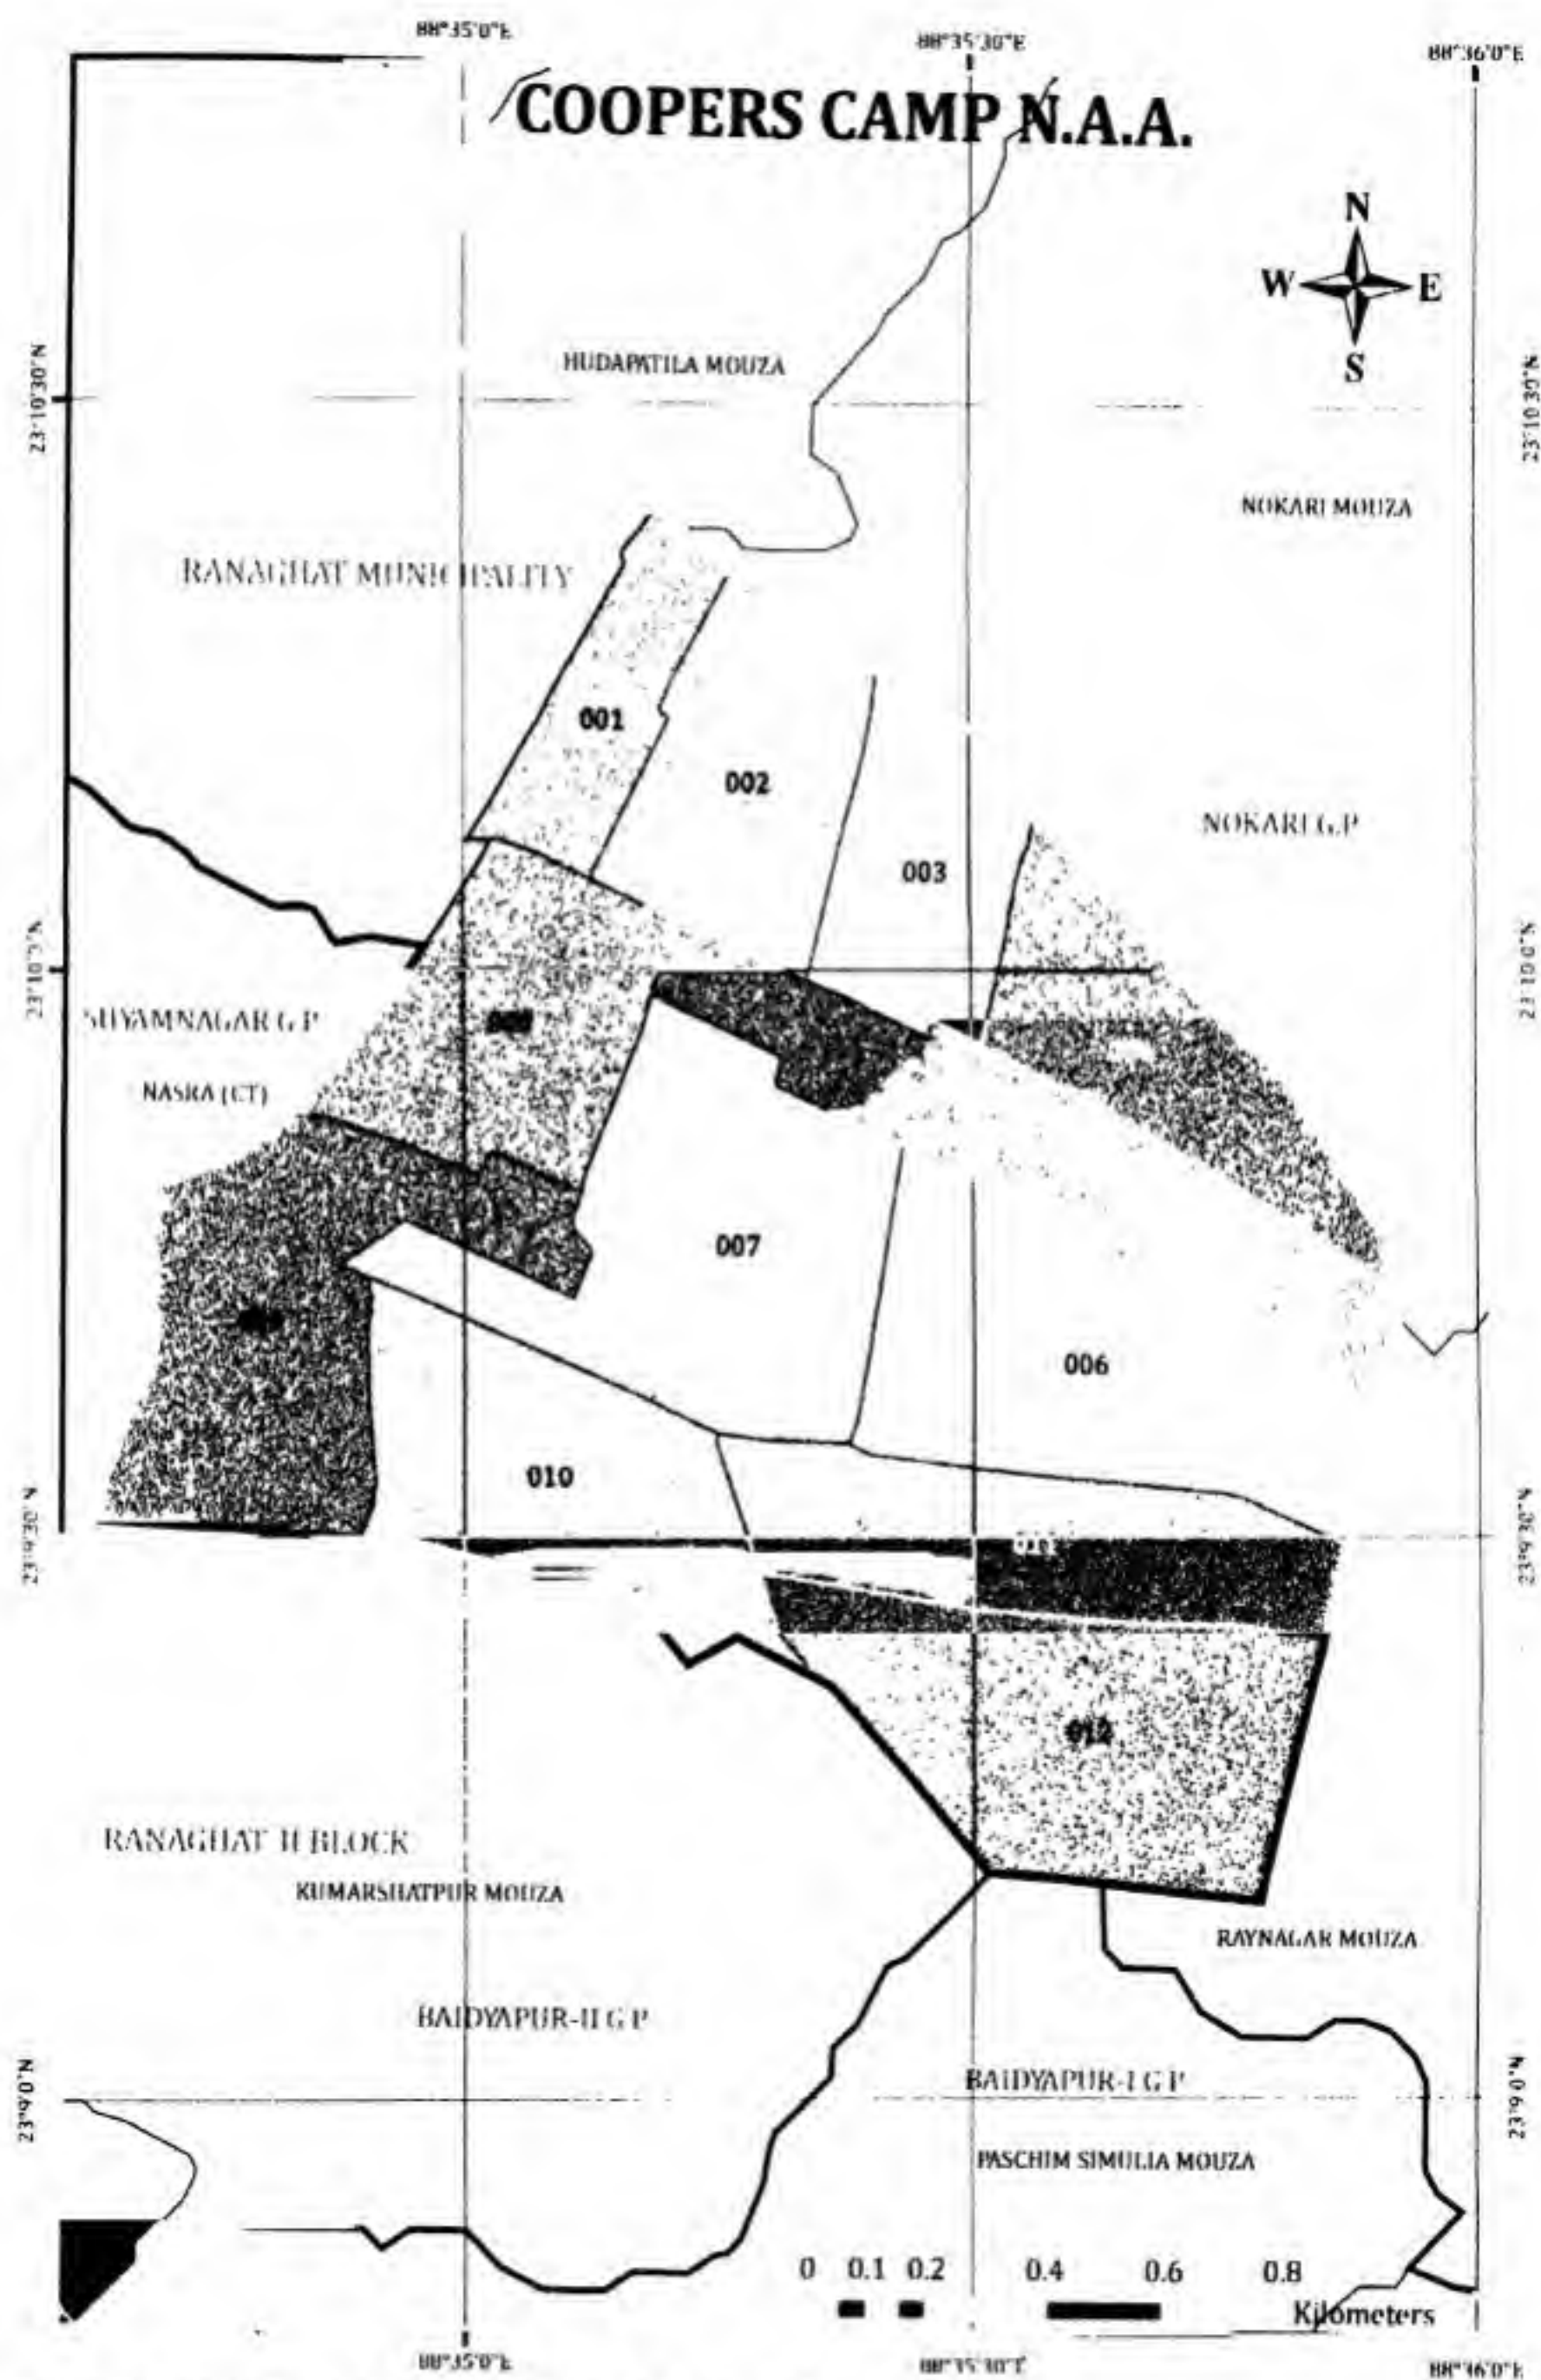 88°35'0"E
88°35'30"E
88°36'0"E
COOPERS CAMP N.A.A.
N
W E
S
23°10'30"N
HUDAPATILA MOUZA
23°10'30"N
NOKARI MOUZA
RANAGHAT MUNICIPALITY
001
002
NOKARI G.P
003
23°10'0"N
23°10'0"N
SHYAMNAGAR G P
NASRA (CT)
007
006
010
23°9'30"N
23°9'30"N
011
012
RANAGHAT II BLOCK
KUMARSHATPUR MOUZA
RAYNAGAR MOUZA
BAIDYAPUR-II G P
23°9'0"N
BAIDYAPUR-I G P
23°9'0"N
PASCHIM SIMULIA MOUZA
0 0.1 0.2 0.4 0.6 0.8
Kilometers
88°35'0"E
88°35'30"E
88°36'0"E